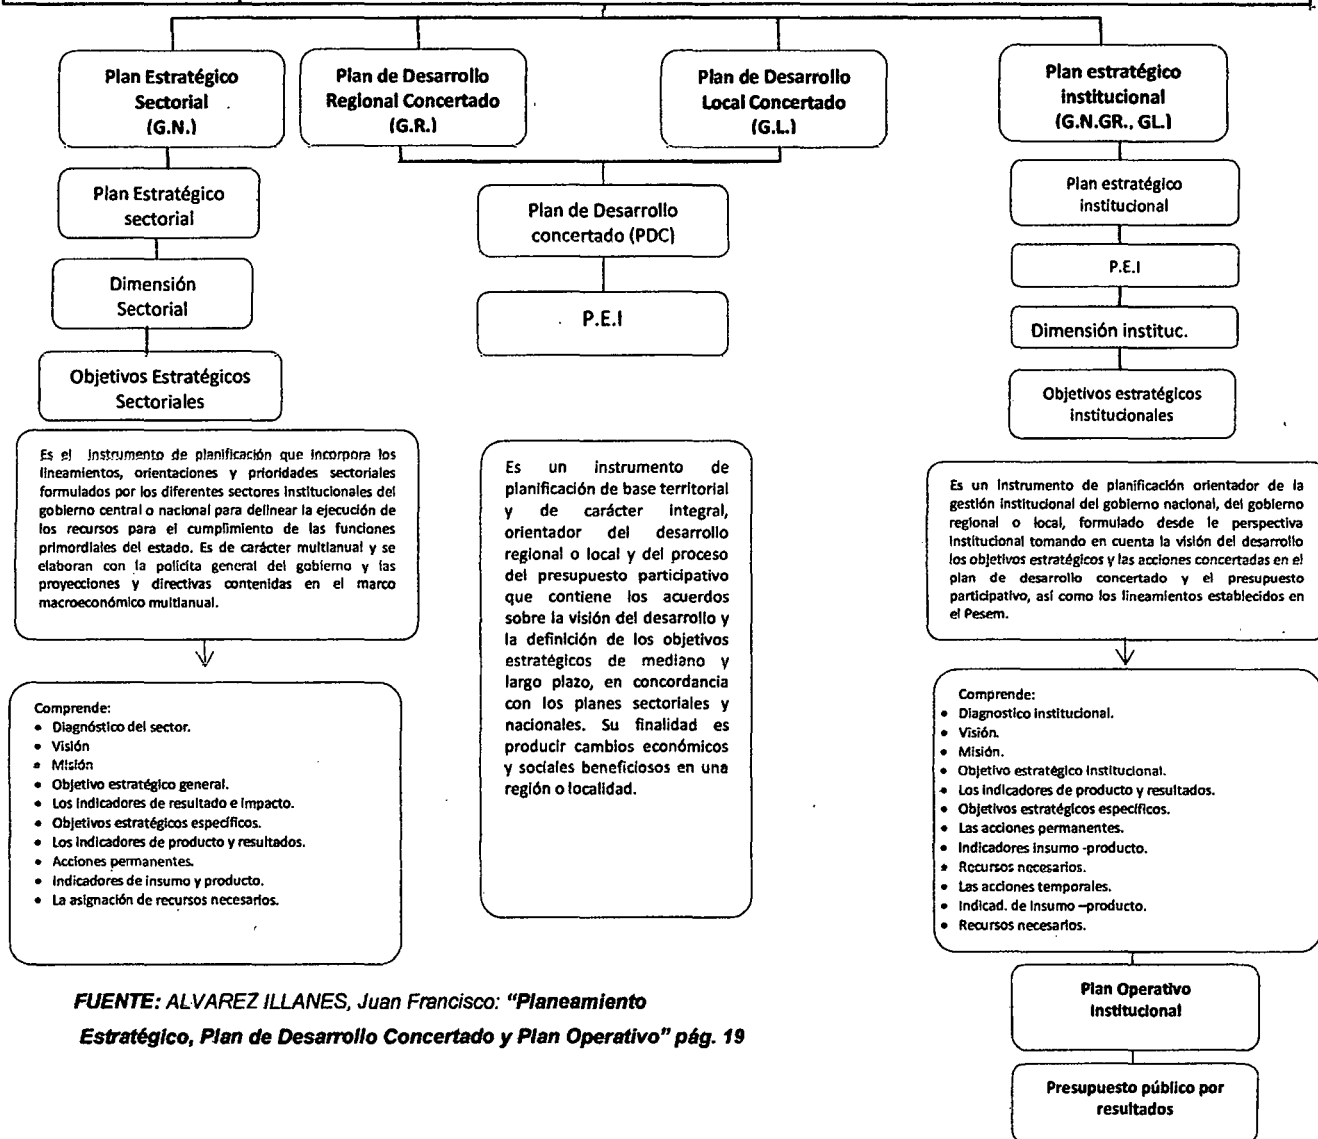 Plan Estratégico
Sectorial
(G.N.)
Plan de Desarrollo
Regional Concertado
(G.R.)
Plan de Desarrollo
Local Concertado
(G.L.)
Plan estratégico
institucional
(G.N.GR., GL)
Plan Estratégico
sectorial
Dimensión
Sectorial
Objetivos Estratégicos
Sectoriales
Plan de Desarrollo
concertado (PDC)
P.E.I
Plan estratégico
institucional
P.E.I
Dimensión instituc.
Objetivos estratégicos
institucionales
Es el Instrumento de planificación que incorpora los
lineamientos, orientaciones y prioridades sectoriales
formulados por los diferentes sectores institucionales del
gobierno central o nacional para delinear la ejecución de
los recursos para el cumplimiento de las funciones
primordiales del estado. Es de carácter multianual y se
elaboran con la política general del gobierno y las
proyecciones y directivas contenidas en el marco
macroeconómico multianual.
Comprende:
• Diagnóstico del sector.
• Visión
• Misión
• Objetivo estratégico general.
• Los indicadores de resultado e impacto.
• Objetivos estratégicos específicos.
• Los indicadores de producto y resultados.
• Acciones permanentes.
• Indicadores de insumo y producto.
• La asignación de recursos necesarios.
Es un instrumento de
planificación de base territorial
y de carácter integral,
orientador del desarrollo
regional o local y del proceso
del presupuesto participativo
que contiene los acuerdos
sobre la visión del desarrollo y
la definición de los objetivos
estratégicos de mediano y
largo plazo, en concordancia
con los planes sectoriales y
nacionales. Su finalidad es
producir cambios económicos
y sociales beneficiosos en una
región o localidad.
Es un Instrumento de planificación orientador de la
gestión institucional del gobierno nacional, del gobierno
regional o local, formulado desde le perspectiva
Institucional tomando en cuenta la visión del desarrollo
los objetivos estratégicos y las acciones concertadas en el
plan de desarrollo concertado y el presupuesto
participativo, así como los lineamientos establecidos en
el Pesem.
Comprende:
• Diagnostico institucional.
• Visión.
• Misión.
• Objetivo estratégico Institucional.
• Los indicadores de producto y resultados.
• Objetivos estratégicos específicos.
• Las acciones permanentes.
• Indicadores insumo -producto.
• Recursos necesarios.
• Las acciones temporales.
• Indicad. de Insumo –producto.
• Recursos necesarios.
Plan Operativo
Institucional
Presupuesto público por
resultados
FUENTE: ALVAREZ ILLANES, Juan Francisco: "Planeamiento
Estratégico, Plan de Desarrollo Concertado y Plan Operativo" pág. 19